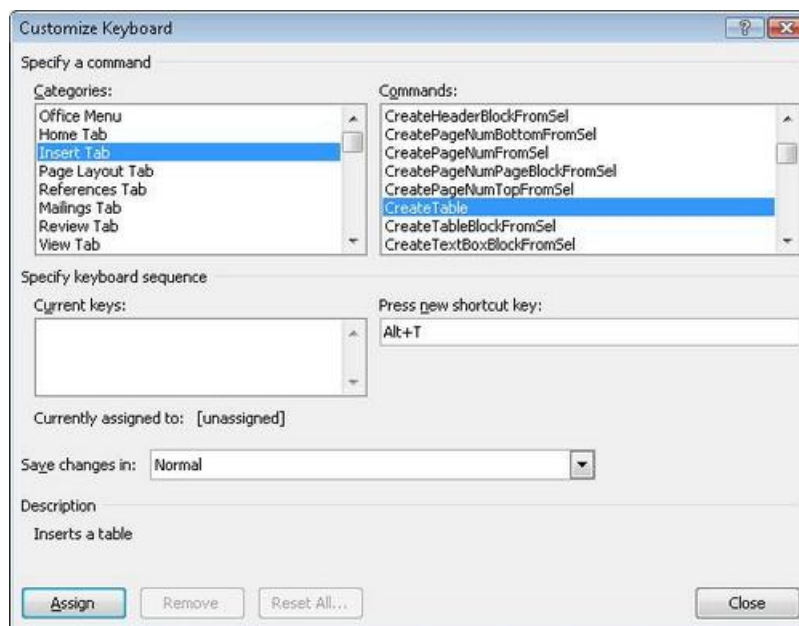 Customize Keyboard
Specify a command
Categories:
Office Menu
Home Tab
Insert Tab
Page Layout Tab
References Tab
Mailings Tab
Review Tab
View Tab
Commands:
CreateHeaderBlockFromSel
CreatePageNumBottomFromSel
CreatePageNumFromSel
CreatePageNumPageBlockFromSel
CreatePageNumTopFromSel
CreateTable
CreateTableBlockFromSel
CreateTextBoxBlockFromSel
Specify keyboard sequence
Current keys:
Press new shortcut key:
Alt+T
Currently assigned to: [unassigned]
Save changes in: Normal
Description
Inserts a table
Assign Remove Reset All... Close